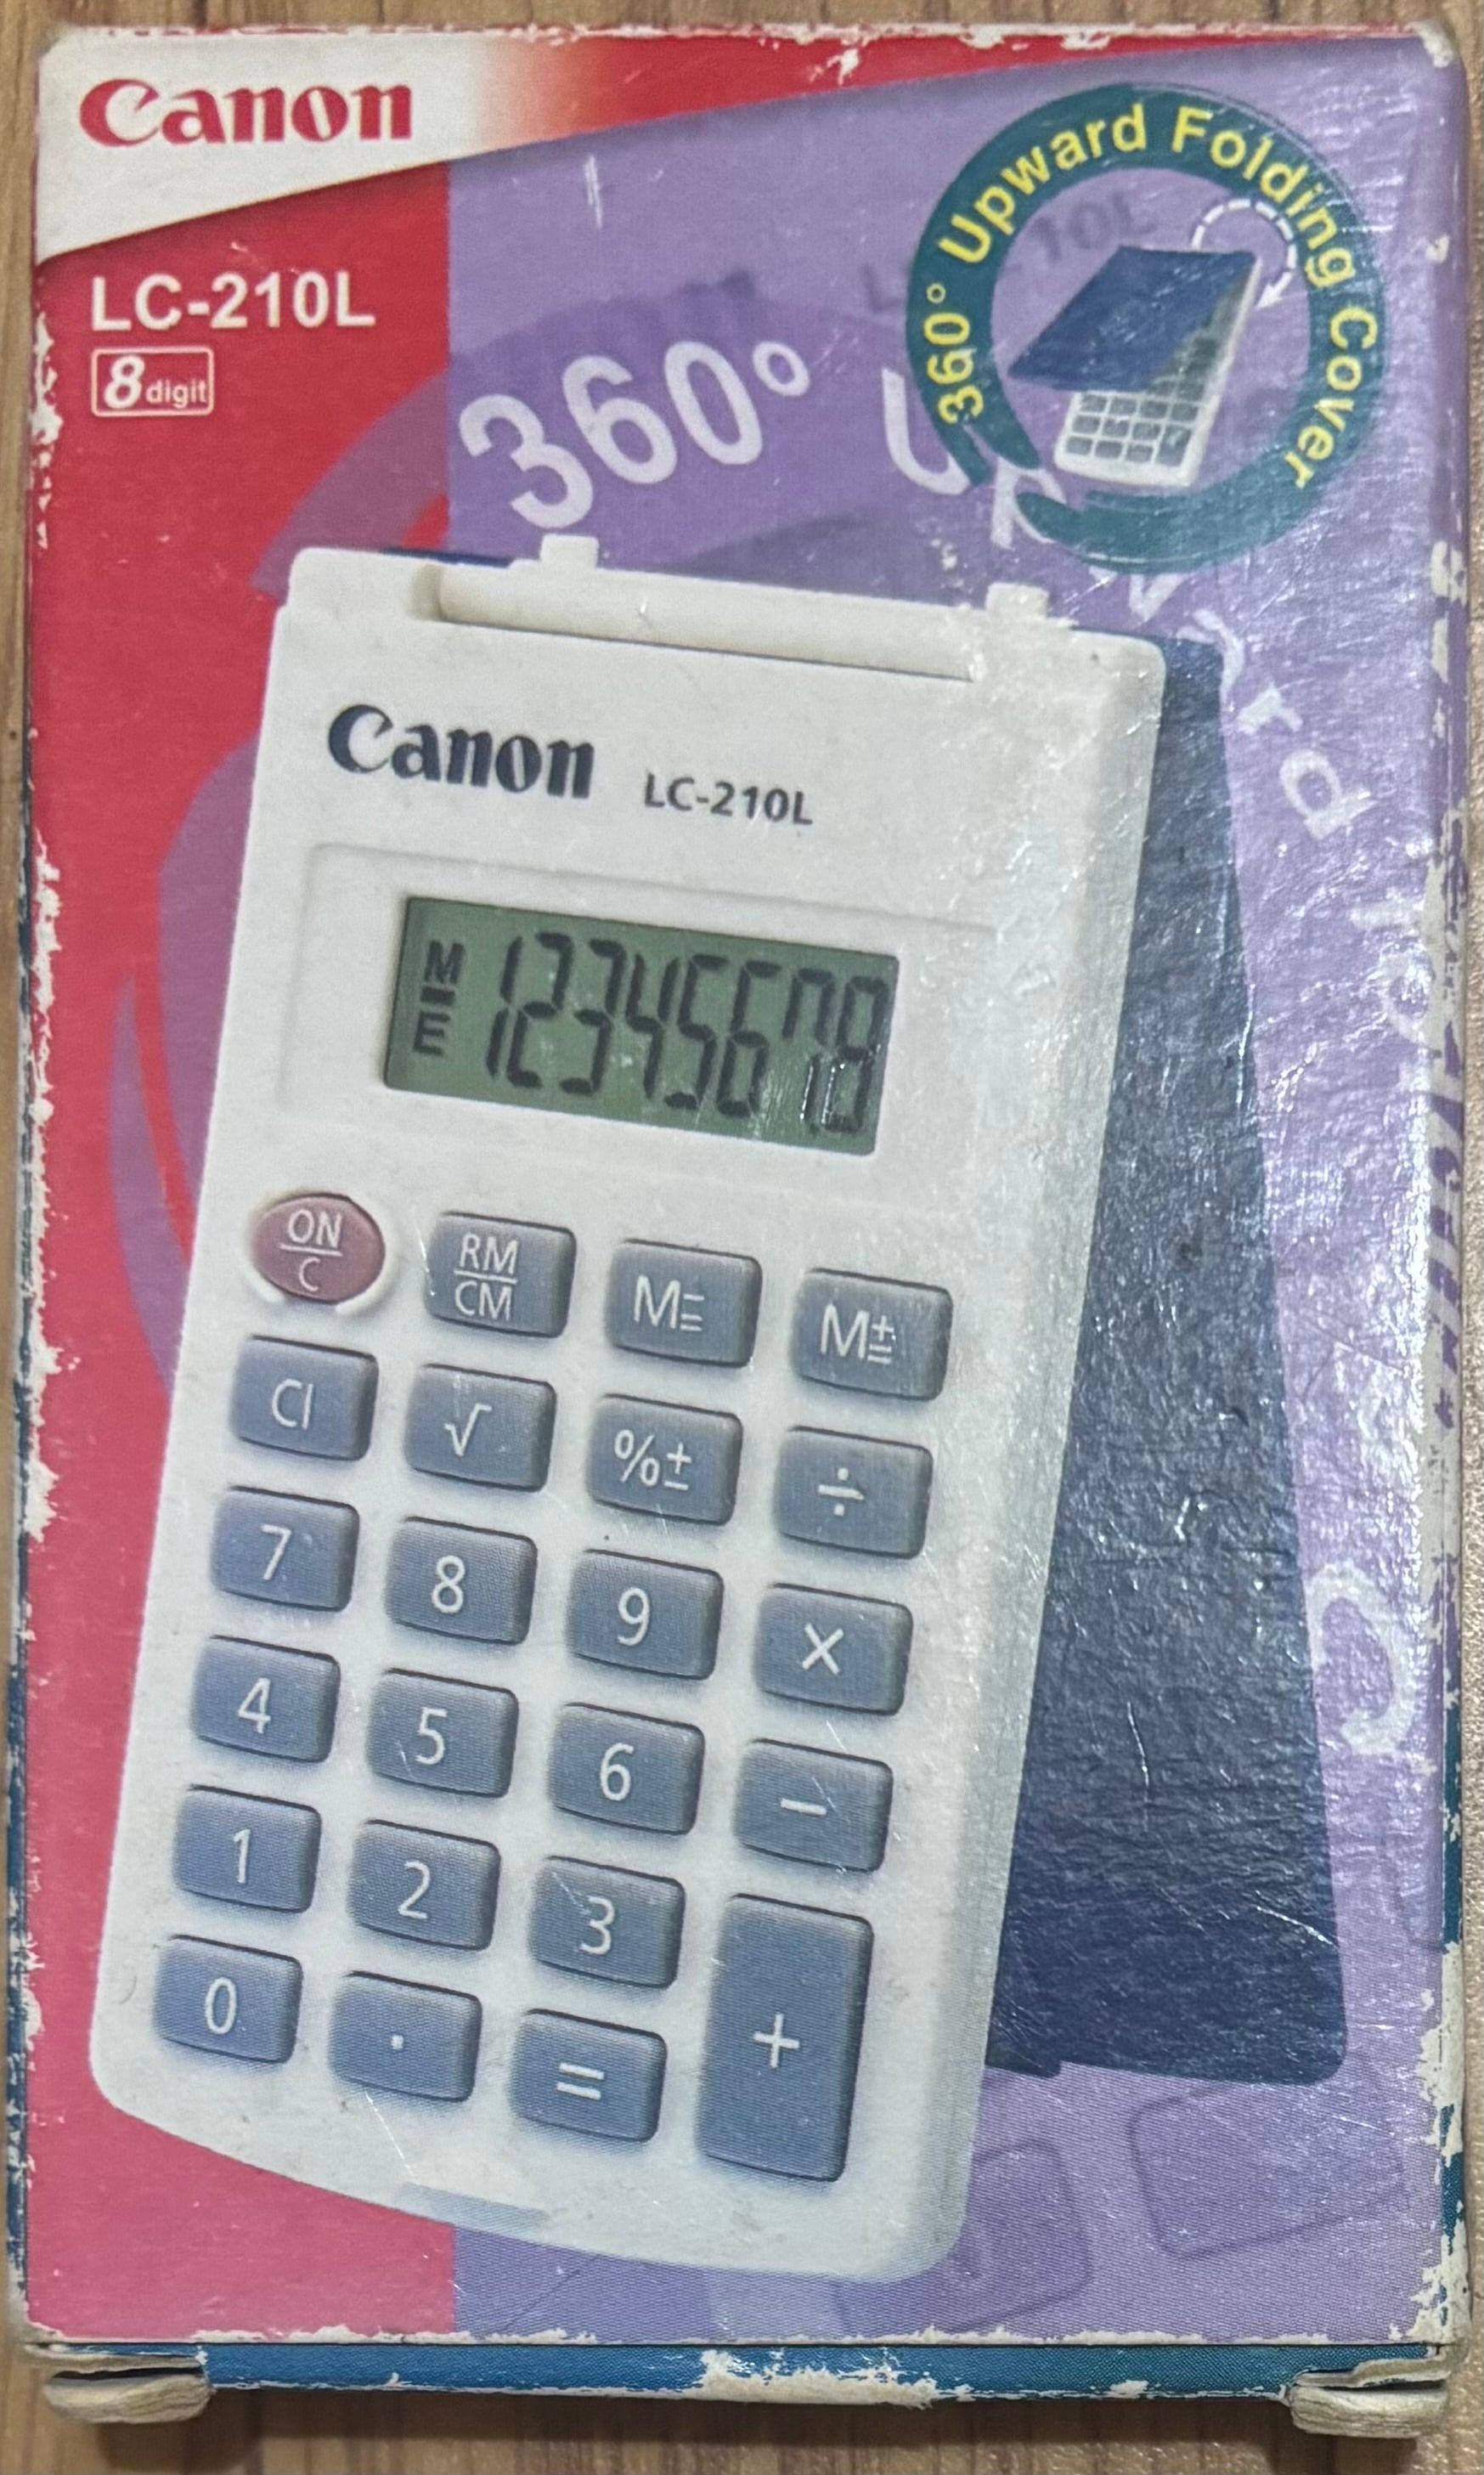 Canon
LC-210L
8 digit
360° Upward Folding Cover
360° Up
Canon LC-210L
M
E
12345678
ON
C
RM
CM
M=
M±
CI
√
%±
÷
7
8
9
×
4
5
6
−
1
2
3
0
.
=
+